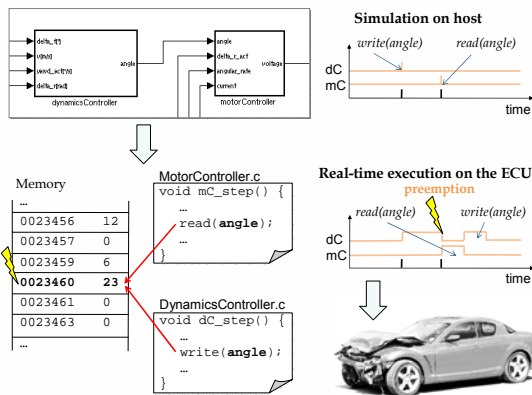 delta_f[°]
v[m/s]
delta_r[rad]
angle
dynamicsController
angle
delta_r_act
angular_rate
current
voltage
motorController
Simulation on host
write(angle)
read(angle)
dC
mC
time
Memory
…
0023456 12
0023457 0
0023459 6
0023460 23
0023461 0
0023463 0
…
MotorController.c
void mC_step() {
…
read(angle);
…
}
DynamicsController.c
void dC_step() {
…
write(angle);
…
}
Real-time execution on the ECU
preemption
read(angle)
write(angle)
dC
mC
time